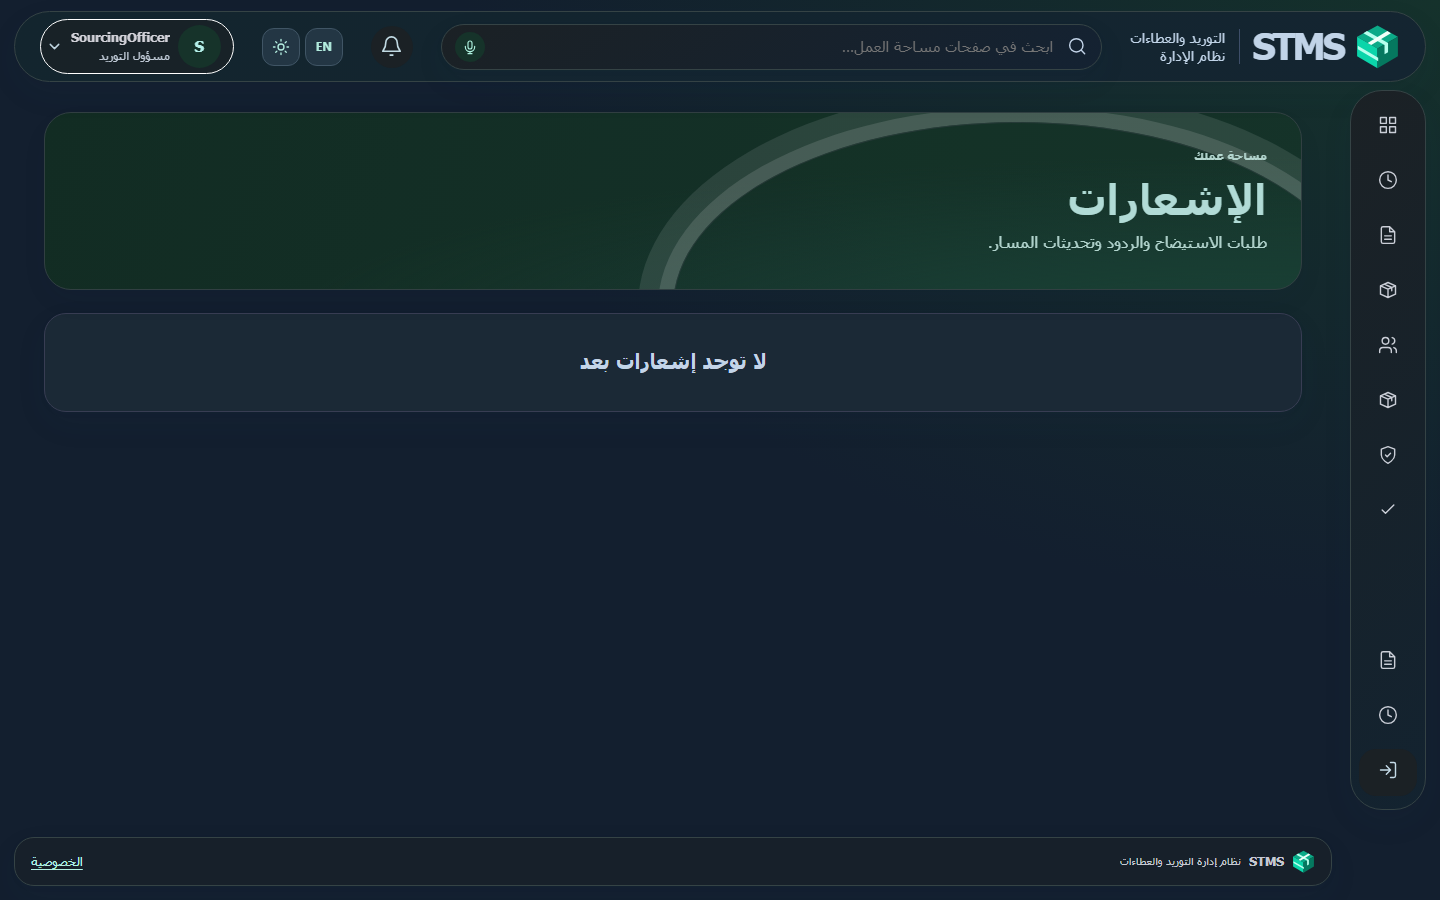 STMS
التوريد والعطاءات
نظام الإدارة
ابحث في صفحات مساحة العمل...
EN
S
SourcingOfficer
مسؤول التوريد
مساحة عملك
الإشعارات
طلبات الاستيضاح والردود وتحديثات المسار.
لا توجد إشعارات بعد
STMS نظام إدارة التوريد والعطاءات
الخصوصية